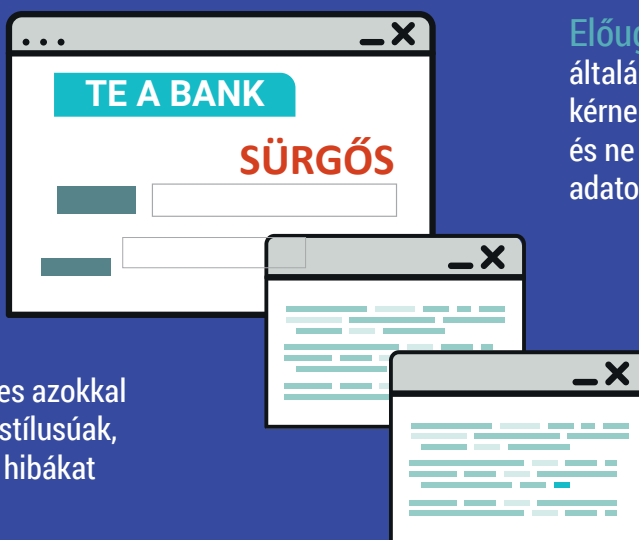 TE A BANK
SÜRGŐS
Előug
általá
kérne
és ne
adato
es azokkal
stílusúak,
hibákat